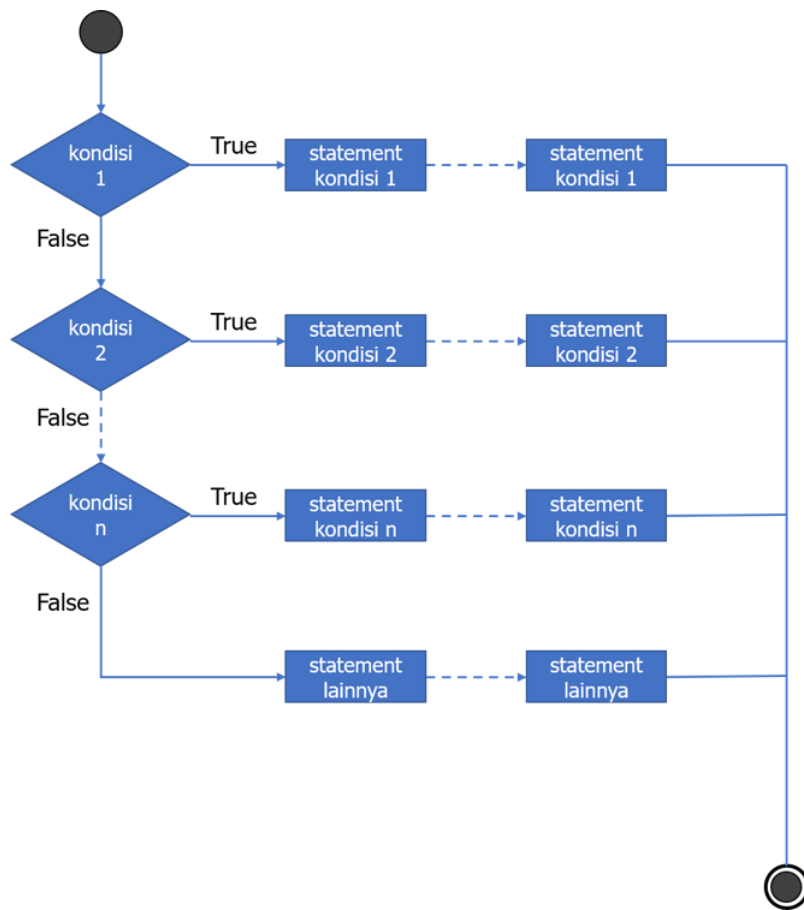 kondisi
1
True
statement
kondisi 1
statement
kondisi 1
False
kondisi
2
True
statement
kondisi 2
statement
kondisi 2
False
kondisi
n
True
statement
kondisi n
statement
kondisi n
False
statement
lainnya
statement
lainnya